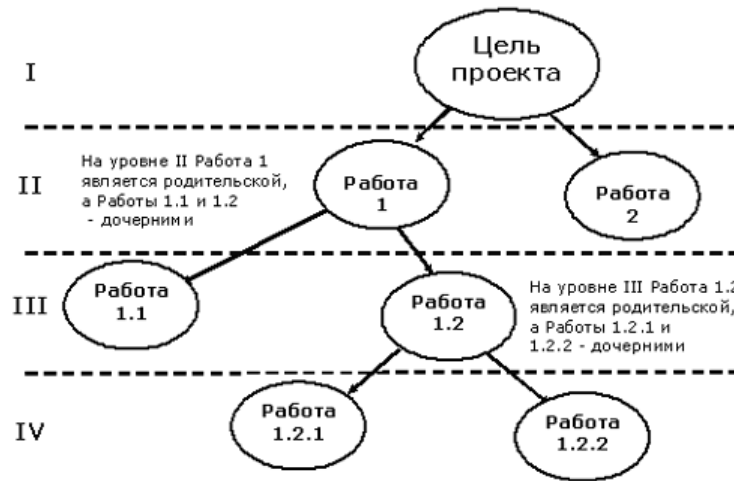 Цель
проекта
I
На уровне II Работа 1
является родительской,
а Работы 1.1 и 1.2
- дочерними
II
Работа
1
Работа
2
III
Работа
1.1
Работа
1.2
На уровне III Работа 1.2
является родительской,
а Работы 1.2.1 и
1.2.2 - дочерними
IV
Работа
1.2.1
Работа
1.2.2